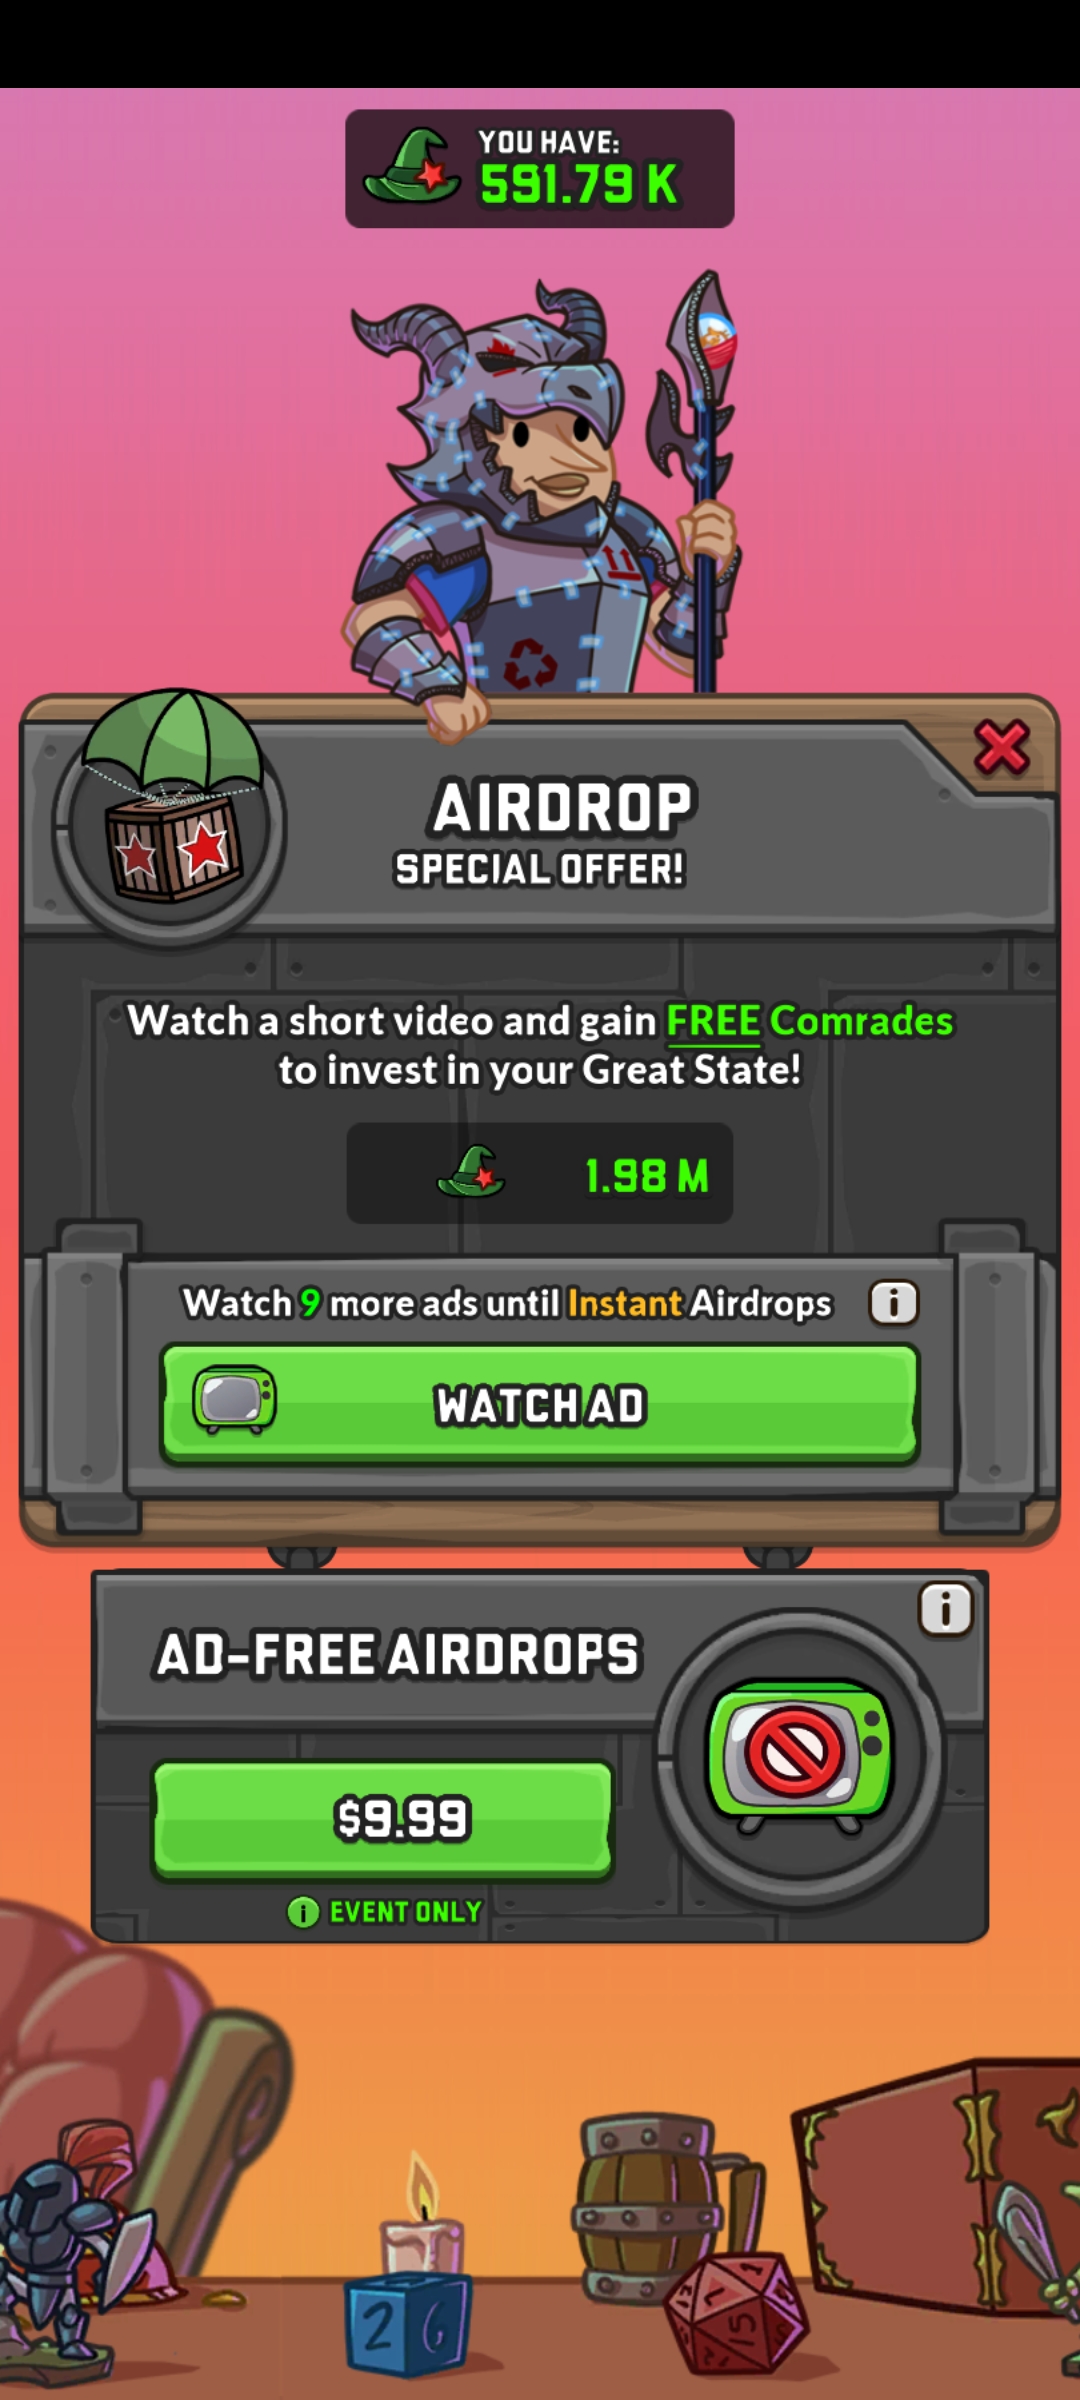 YOU HAVE:
591.79 K
AIRDROP
SPECIAL OFFER!
Watch a short video and gain FREE Comrades
to invest in your Great State!
1.98 M
Watch 9 more ads until Instant Airdrops
i
WATCH AD
i
AD-FREE AIRDROPS
$9.99
i EVENT ONLY
2 6
15